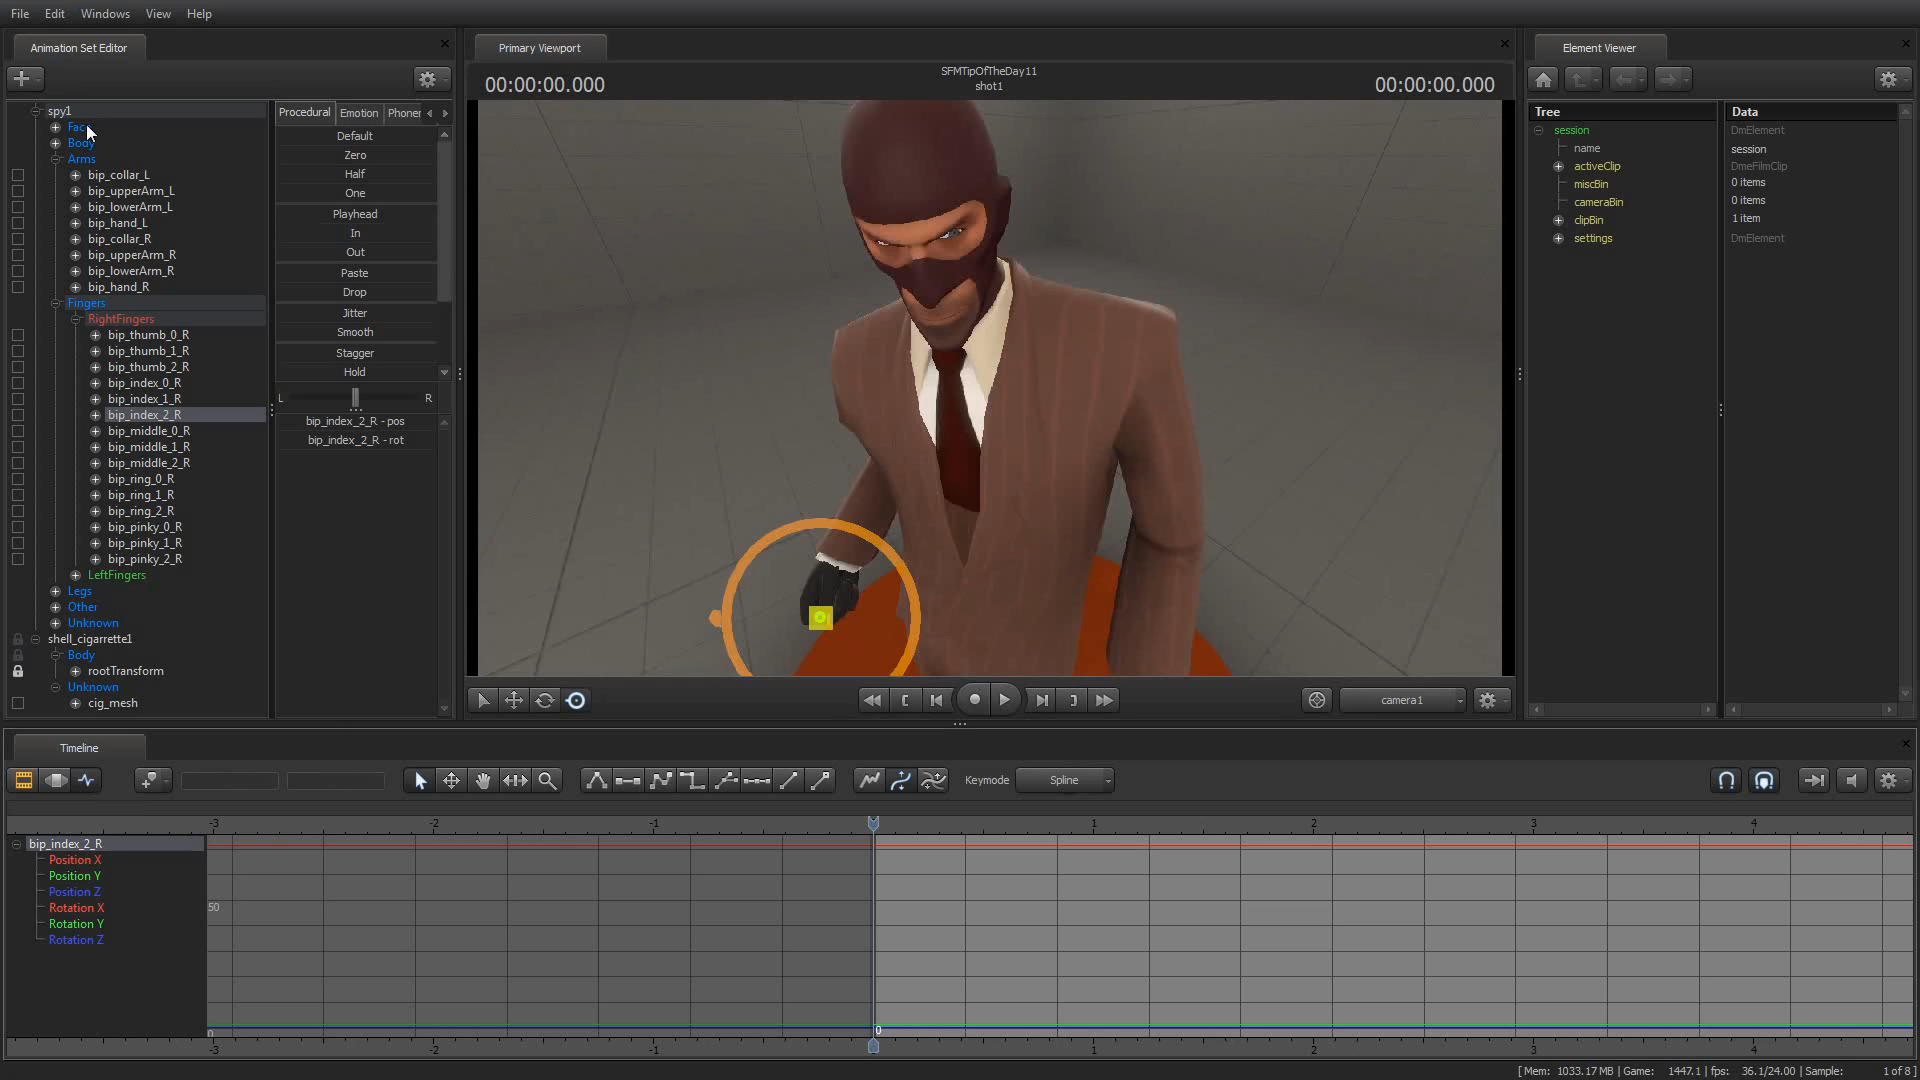 File Edit Windows View Help
Animation Set Editor
spy1
Face
Body
Arms
bip_collar_L
bip_upperArm_L
bip_lowerArm_L
bip_hand_L
bip_collar_R
bip_upperArm_R
bip_lowerArm_R
bip_hand_R
Fingers
RightFingers
bip_thumb_0_R
bip_thumb_1_R
bip_thumb_2_R
bip_index_0_R
bip_index_1_R
bip_index_2_R
bip_middle_0_R
bip_middle_1_R
bip_middle_2_R
bip_ring_0_R
bip_ring_1_R
bip_ring_2_R
bip_pinky_0_R
bip_pinky_1_R
bip_pinky_2_R
LeftFingers
Legs
Other
Unknown
shell_cigarrette1
Body
rootTransform
Unknown
cig_mesh
Procedural Emotion Phoner
Default
Zero
Half
One
Playhead
In
Out
Paste
Drop
Jitter
Smooth
Stagger
Hold
L R
bip_index_2_R - pos
bip_index_2_R - rot
Primary Viewport
00:00:00.000
SFMTipOfTheDay11
shot1
00:00:00.000
camera1
Element Viewer
Tree Data
session DmElement
name session
activeClip DmeFilmClip
miscBin 0 items
cameraBin 0 items
clipBin 1 item
settings DmElement
Timeline
Keymode Spline
-3 -2 -1 1 2 3 4
bip_index_2_R
Position X
Position Y
Position Z
Rotation X
Rotation Y
Rotation Z
50
0
0
-3 -2 -1 1 2 3 4
[ Mem: 1033.17 MB | Game: 1447.1 | fps: 36.1/24.00 | Sample: 1 of 8 ]